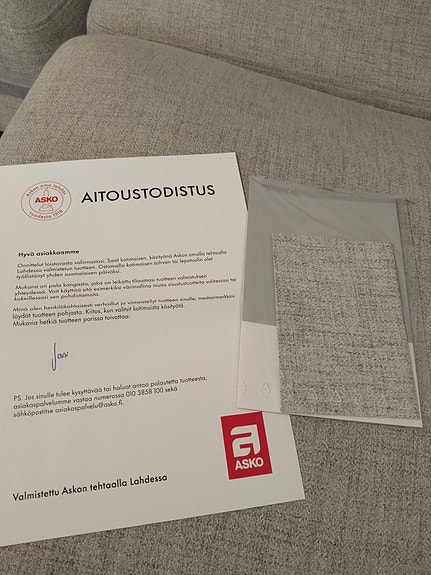 Askon oma tehdas
ASKO
vuodesta 1918
AITOUSTODISTUS
Hyvä asiakkaamme
Onnittelut loistavasta valinnastasi. Saat kotimaisen, käsityönä Askon omalla tehtaalla
Lahdessa valmistetun tuotteen. Ostamalla kotimaisen sohvan tai lepotuolin olet
työllistänyt yhden suomalaisen päiväksi.
Mukana on pala kangasta, joka on leikattu tilaamasi tuotteen valmistuksen
yhteydessä. Voit käyttää sitä esimerkiksi värimallina muita sisustustuotteita valitessasi tai
kokeillessasi sen puhdistamista.
Minä olen henkilökohtaisesti verhoillut ja viimeistellyt tuotteen sinulle, mestarimerkkini
löydät tuotteen pohjasta. Kiitos, kun valitsit kotimaista käsityötä.
Mukavia hetkiä tuotteen parissa toivottaa:
PS. Jos sinulle tulee kysyttävää tai haluat antaa palautetta tuotteesta,
asiakaspalvelumme vastaa numerossa 010 3858 100 sekä
sähköpostitse asiakaspalvelu@asko.fi.
a
ASKO
Valmistettu Askon tehtaalla Lahdessa